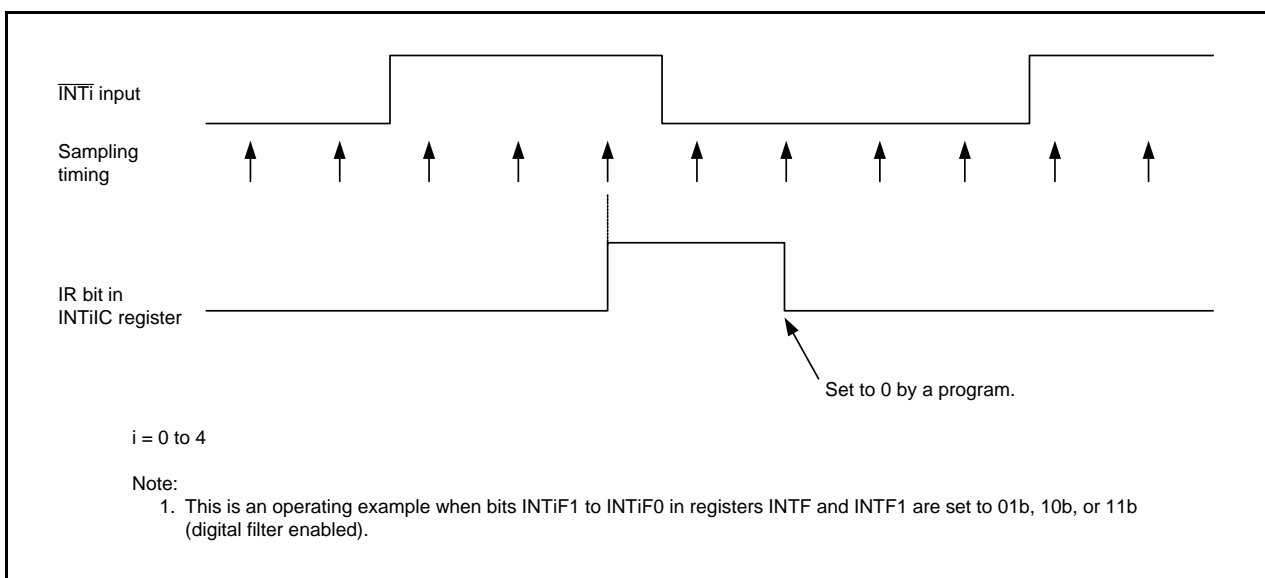 INTi input
Sampling
timing
IR bit in
INTiIC register
Set to 0 by a program.
i = 0 to 4
Note:
1. This is an operating example when bits INTiF1 to INTiF0 in registers INTF and INTF1 are set to 01b, 10b, or 11b
(digital filter enabled).